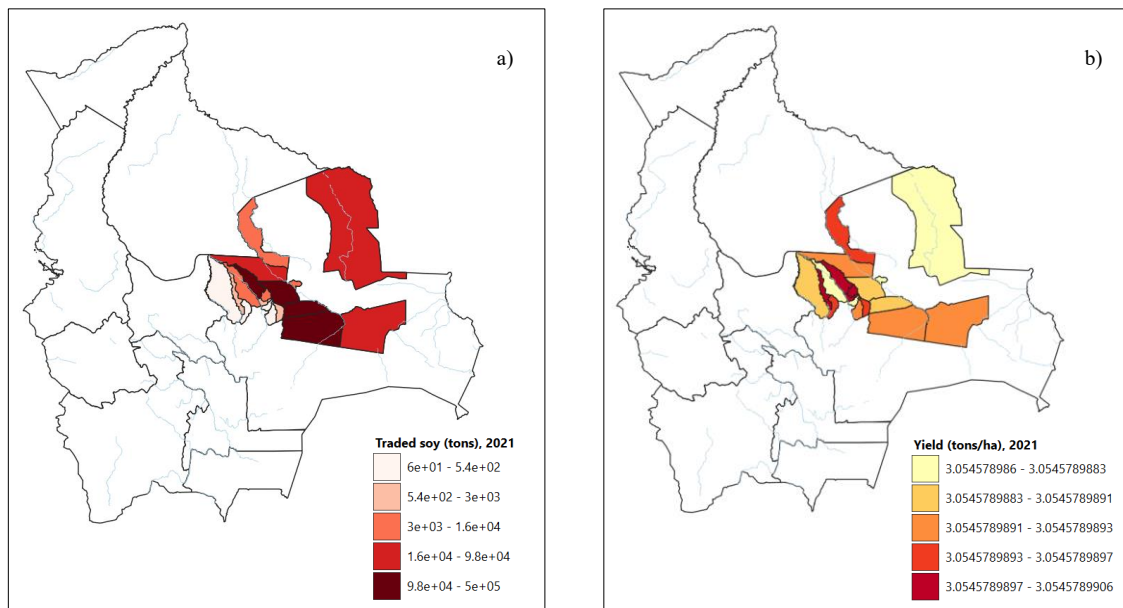 a)
Traded soy (tons), 2021
6e+01 - 5.4e+02
5.4e+02 - 3e+03
3e+03 - 1.6e+04
1.6e+04 - 9.8e+04
9.8e+04 - 5e+05
b)
Yield (tons/ha), 2021
3.054578986 - 3.0545789883
3.0545789883 - 3.0545789891
3.0545789891 - 3.0545789893
3.0545789893 - 3.0545789897
3.0545789897 - 3.0545789906